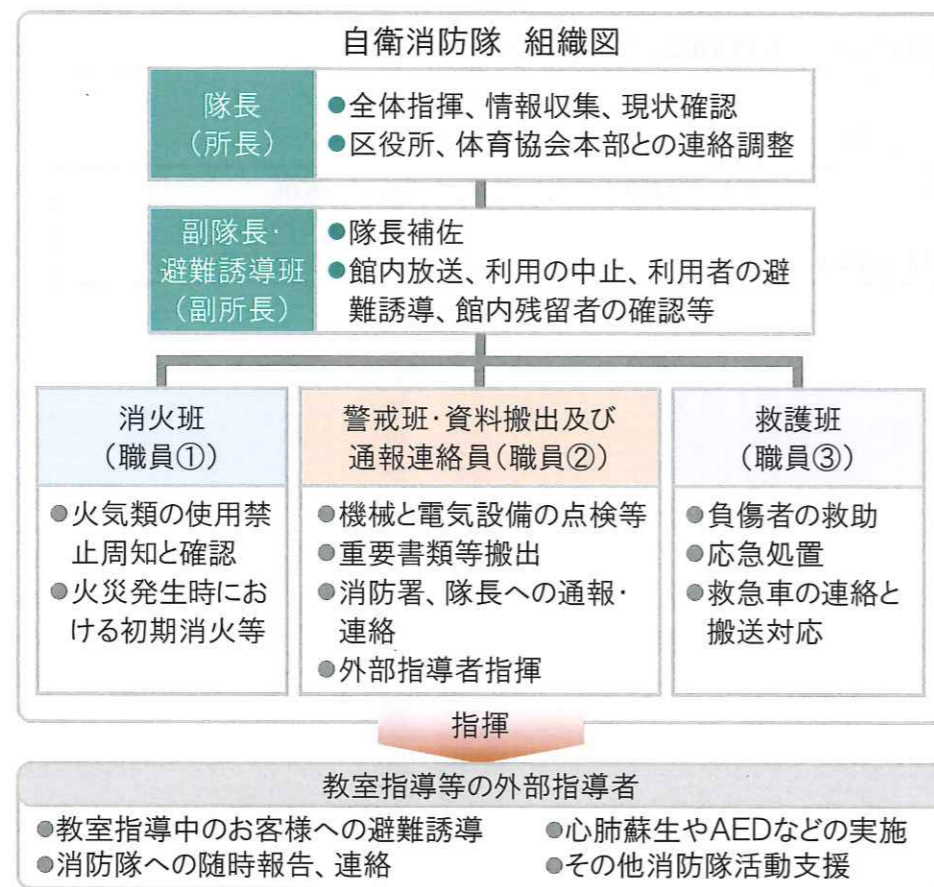 自衛消防隊 組織図
隊長
(所長)
●全体指揮、情報収集、現状確認
●区役所、体育協会本部との連絡調整
副隊長・
避難誘導班
(副所長)
●隊長補佐
●館内放送、利用の中止、利用者の避
難誘導、館内残留者の確認等
消火班
(職員①)
●火気類の使用禁
止周知と確認
●火災発生時にお
ける初期消火等
警戒班・資料搬出及び
通報連絡員(職員②)
●機械と電気設備の点検等
●重要書類等搬出
●消防署、隊長への通報・
連絡
●外部指導者指揮
救護班
(職員③)
●負傷者の救助
●応急処置
●救急車の連絡と
搬送対応
指揮
教室指導等の外部指導者
●教室指導中のお客様への避難誘導
●消防隊への随時報告、連絡
●心肺蘇生やAEDなどの実施
●その他消防隊活動支援